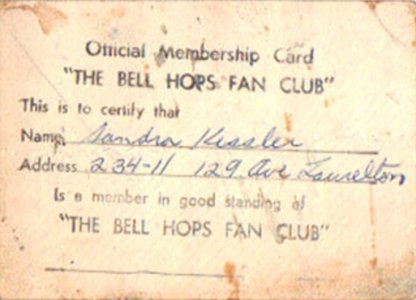 Official Membership Card
"THE BELL HOPS FAN CLUB"
This is to certify that
Name, Sandra Kessler
Address 234-11 129 Ave Laurelton
Is a member in good standing of
"THE BELL HOPS FAN CLUB"